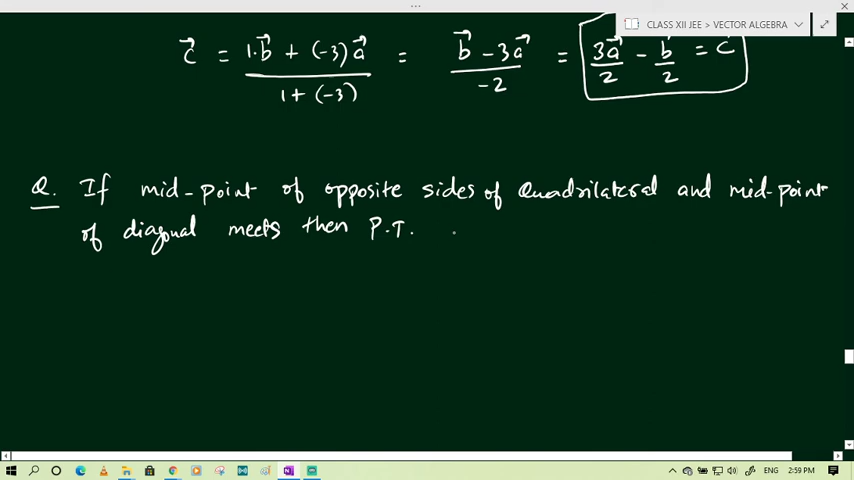 CLASS XII JEE > VECTOR ALGEBRA
c⃗ = 1·b⃗ + (-3)a⃗ / 1 + (-3) = b⃗ - 3a⃗ / -2 = 3a⃗/2 - b⃗/2 = c⃗
Q. If mid-point of opposite sides of Quadrilateral and mid-point
of diagonal meets then P.T.
ENG 2:59 PM